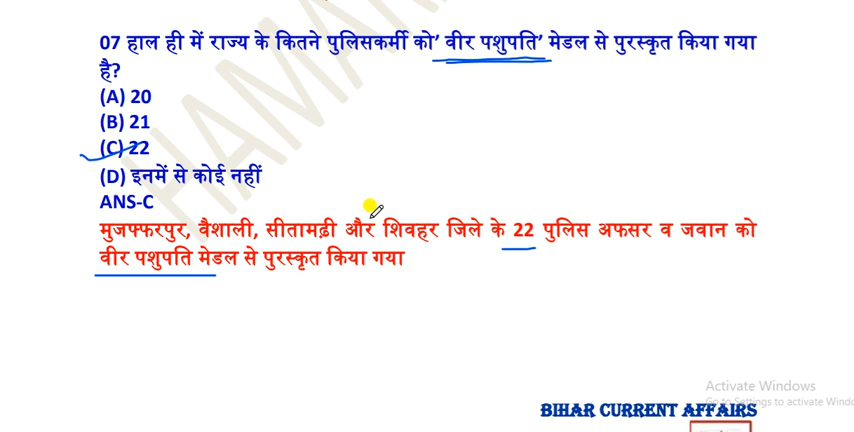 07 हाल ही में राज्य के कितने पुलिसकर्मी को’ वीर पशुपति’ मेडल से पुरस्कृत किया गया
है?
(A) 20
(B) 21
(C) 22
(D) इनमें से कोई नहीं
ANS-C
मुजफ्फरपुर, वैशाली, सीतामढ़ी और शिवहर जिले के 22 पुलिस अफसर व जवान को
वीर पशुपति मेडल से पुरस्कृत किया गया
Activate Windows
Go to Settings to activate Windo
BIHAR CURRENT AFFAIRS